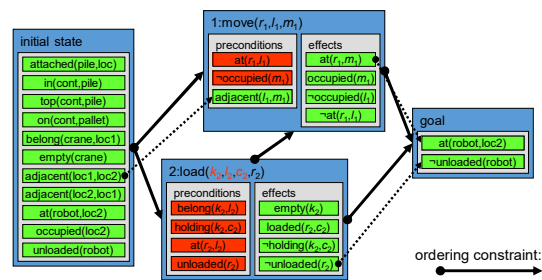 initial state
attached(pile,loc)
in(cont,pile)
top(cont,pile)
on(cont,pallet)
belong(crane,loc1)
empty(crane)
adjacent(loc1,loc2)
adjacent(loc2,loc1)
at(robot,loc2)
occupied(loc2)
unloaded(robot)
1:move(r₁,l₁,m₁)
preconditions
at(r₁,l₁)
¬occupied(m₁)
adjacent(l₁,m₁)
effects
at(r₁,m₁)
occupied(m₁)
¬occupied(l₁)
¬at(r₁,l₁)
2:load(k₂,l₂,c₂,r₂)
preconditions
belong(k₂,l₂)
holding(k₂,c₂)
at(r₂,l₂)
unloaded(r₂)
effects
empty(k₂)
loaded(r₂,c₂)
¬holding(k₂,c₂)
¬unloaded(r₂)
goal
at(robot,loc2)
¬unloaded(robot)
ordering constraint: